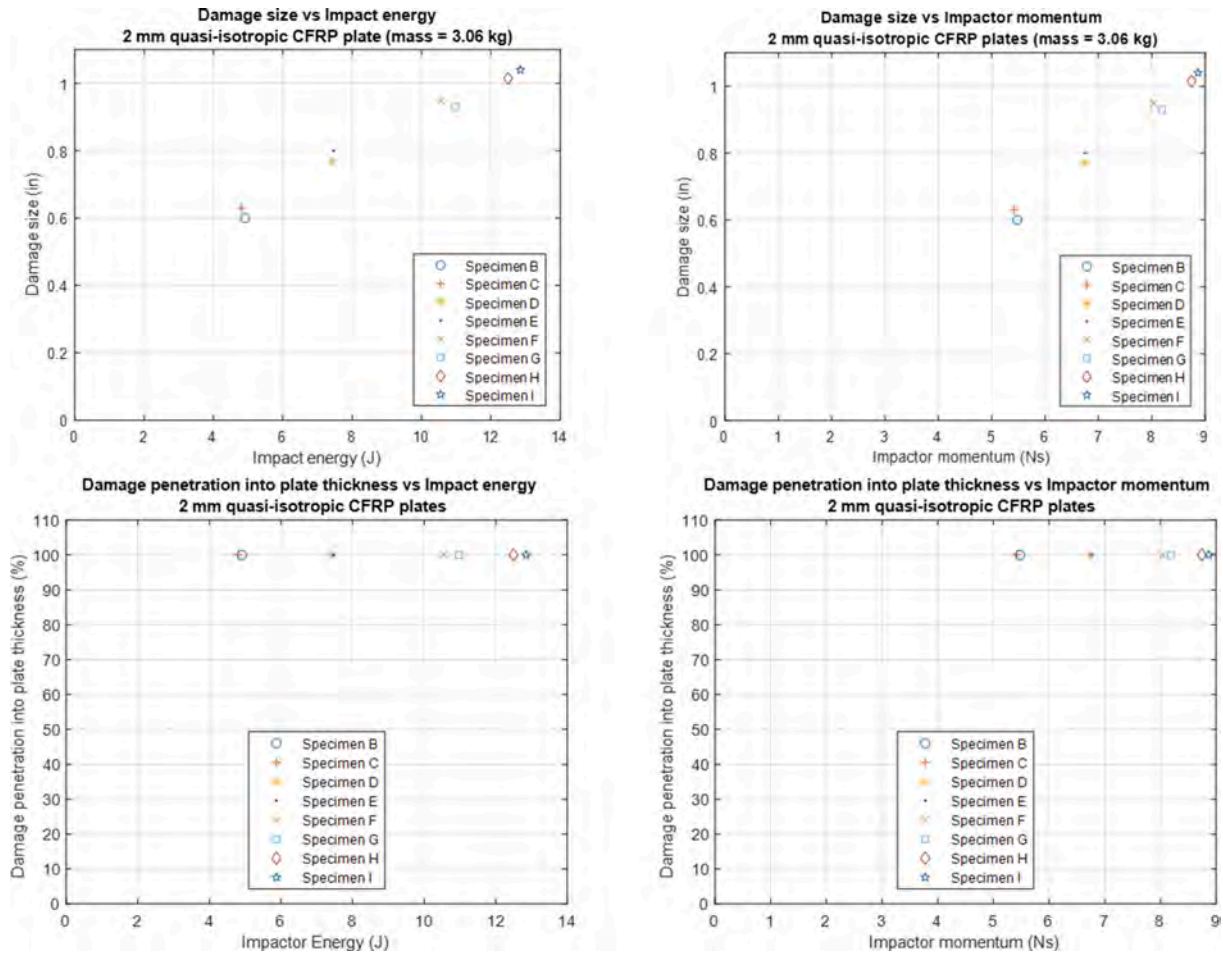 Damage size vs Impact energy
2 mm quasi-isotropic CFRP plate (mass = 3.06 kg)
1
0.8
0.6
0.4
0.2
0
Damage size (in)
Specimen B
Specimen C
Specimen D
Specimen E
Specimen F
Specimen G
Specimen H
Specimen I
0 2 4 6 8 10 12 14
Impact energy (J)
Damage size vs Impactor momentum
2 mm quasi-isotropic CFRP plates (mass = 3.06 kg)
1
0.8
0.6
0.4
0.2
0
Damage size (in)
Specimen B
Specimen C
Specimen D
Specimen E
Specimen F
Specimen G
Specimen H
Specimen I
0 1 2 3 4 5 6 7 8 9
Impactor momentum (Ns)
Damage penetration into plate thickness vs Impact energy
2 mm quasi-isotropic CFRP plates
110
100
90
80
70
60
50
40
30
20
10
0
Damage penetration into plate thickness (%)
Specimen B
Specimen C
Specimen D
Specimen E
Specimen F
Specimen G
Specimen H
Specimen I
0 2 4 6 8 10 12 14
Impactor Energy (J)
Damage penetration into plate thickness vs Impactor momentum
2 mm quasi-isotropic CFRP plates
110
100
90
80
70
60
50
40
30
20
10
0
Damage penetration into plate thickness (%)
Specimen B
Specimen C
Specimen D
Specimen E
Specimen F
Specimen G
Specimen H
Specimen I
0 1 2 3 4 5 6 7 8 9
Impactor momentum (Ns)